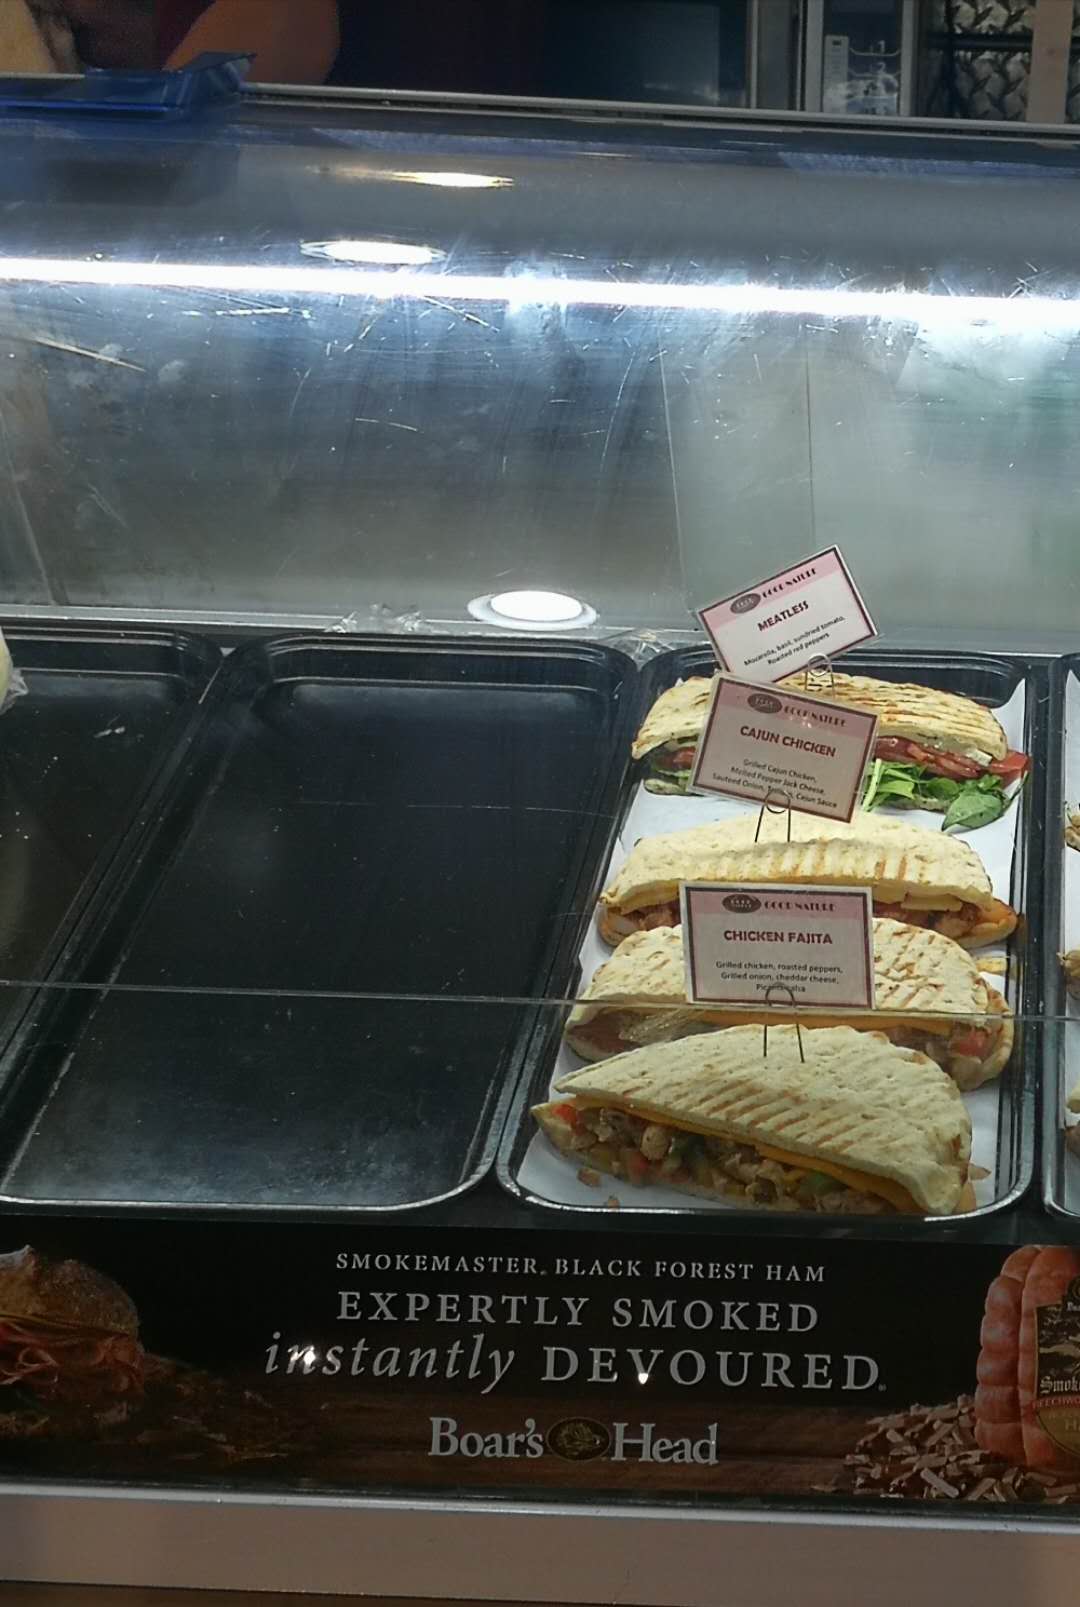 GOOD NATURE
MEATLESS
Mozarella, basil, sundried tomato,
Roasted red peppers
GOOD NATURE
CAJUN CHICKEN
Grilled Cajun Chicken,
Melted Pepper Jack Cheese,
Sauteed Onion, Cajun Sauce
GOOD NATURE
CHICKEN FAJITA
Grilled chicken, roasted peppers,
Grilled onion, cheddar cheese,
SMOKEMASTER® BLACK FOREST HAM
EXPERTLY SMOKED
instantly DEVOURED®
Boar's Head